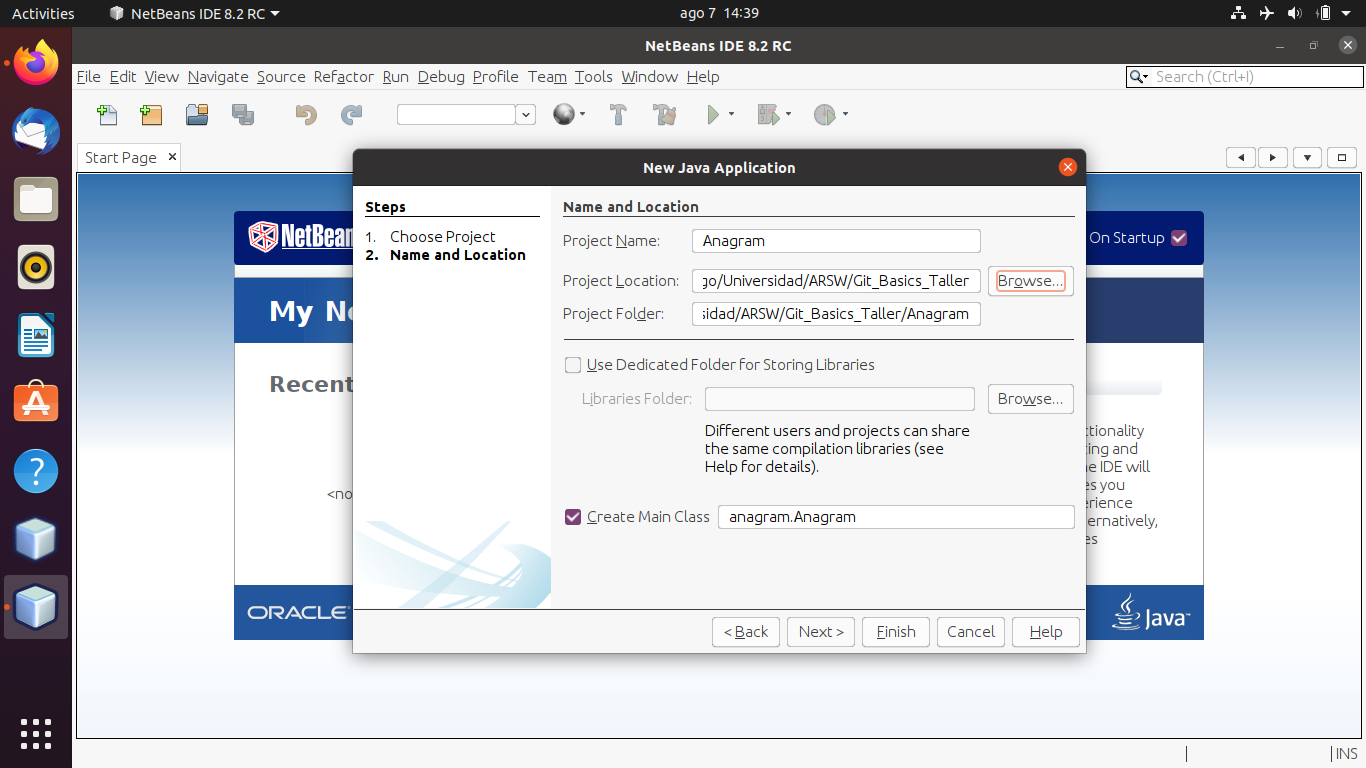 Activities NetBeans IDE 8.2 RC ago 7 14:39
NetBeans IDE 8.2 RC
File Edit View Navigate Source Refactor Run Debug Profile Team Tools Window Help Search (Ctrl+I)
Start Page
New Java Application
Steps
1. Choose Project
2. Name and Location
Name and Location
Project Name: Anagram
Project Location: go/Universidad/ARSW/Git_Basics_Taller Browse...
Project Folder: sidad/ARSW/Git_Basics_Taller/Anagram
Use Dedicated Folder for Storing Libraries
Libraries Folder: Browse...
Different users and projects can share
the same compilation libraries (see
Help for details).
Create Main Class anagram.Anagram
< Back Next > Finish Cancel Help
NetBean
On Startup
My Ne
Recent
<no
ctionality
ing and
e IDE will
es you
erience
ernatively,
es
ORACLE
Java
INS